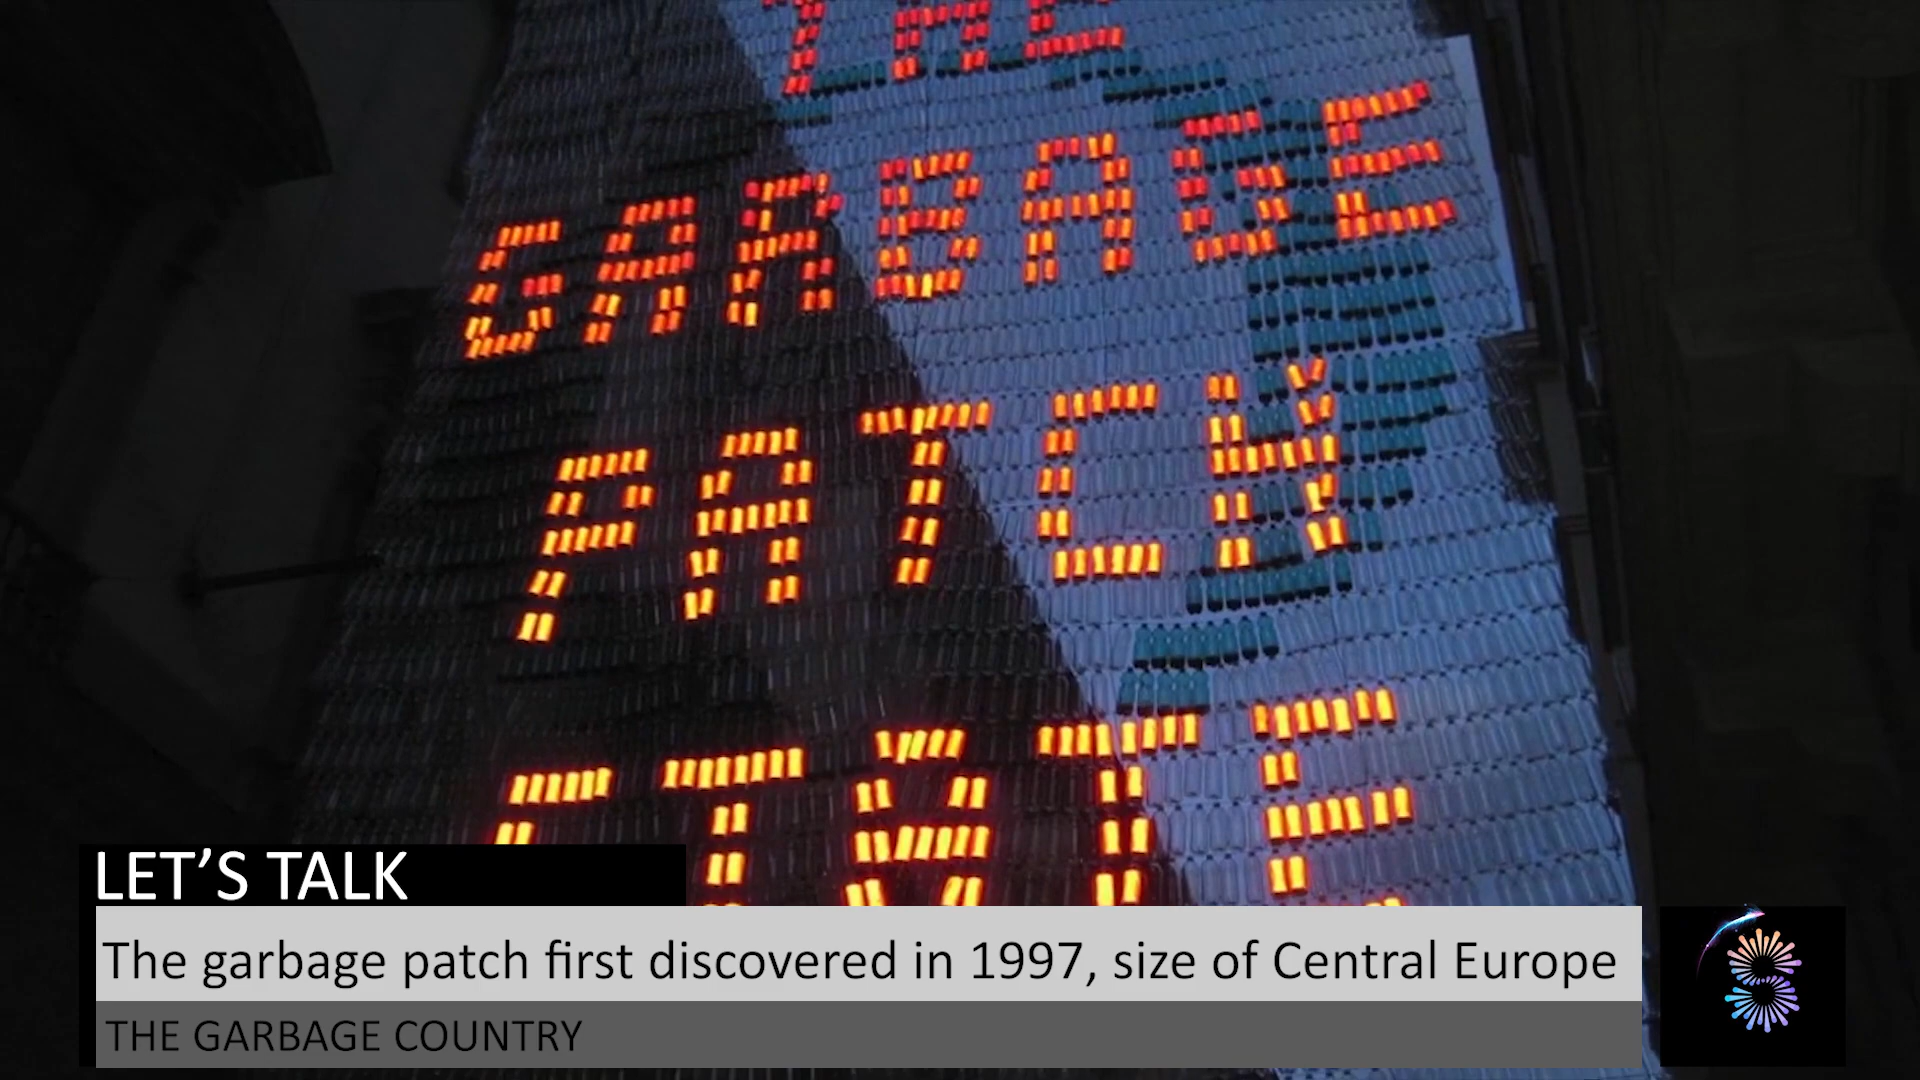 THE
GARBAGE
PATCH
STATE
LET'S TALK
The garbage patch first discovered in 1997, size of Central Europe
THE GARBAGE COUNTRY